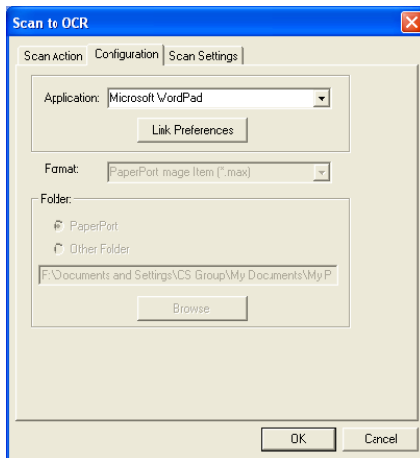 Scan to OCR
Scan Action Configuration Scan Settings
Application: Microsoft WordPad
Link Preferences
Format: PaperPort mage Item (*.max)
Folder:
PaperPort
Other Folder
F:\Documents and Settings\CS Group\My Documents\My P
Browse
OK Cancel